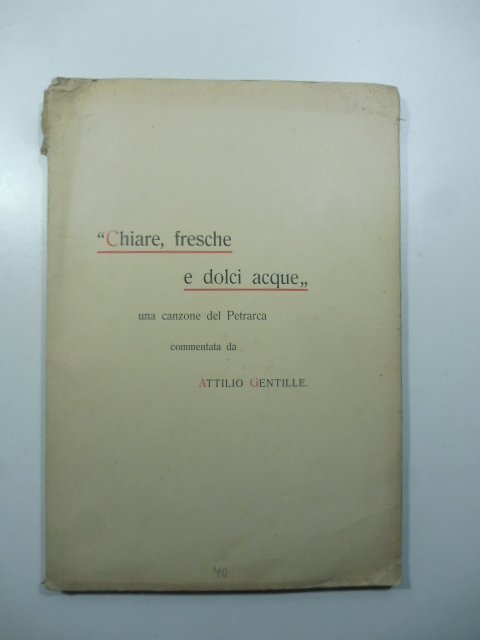 “Chiare, fresche
e dolci acque„
una canzone del Petrarca
commentata da
ATTILIO GENTILLE.
40